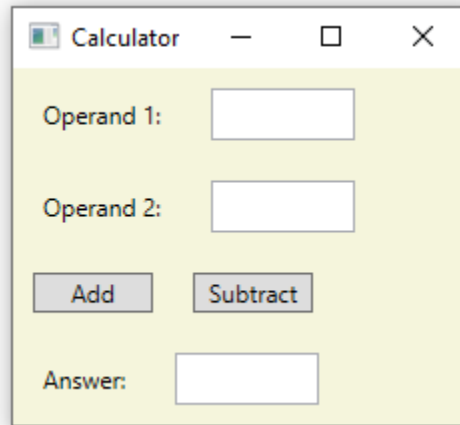 Calculator
Operand 1:
Operand 2:
Add Subtract
Answer: